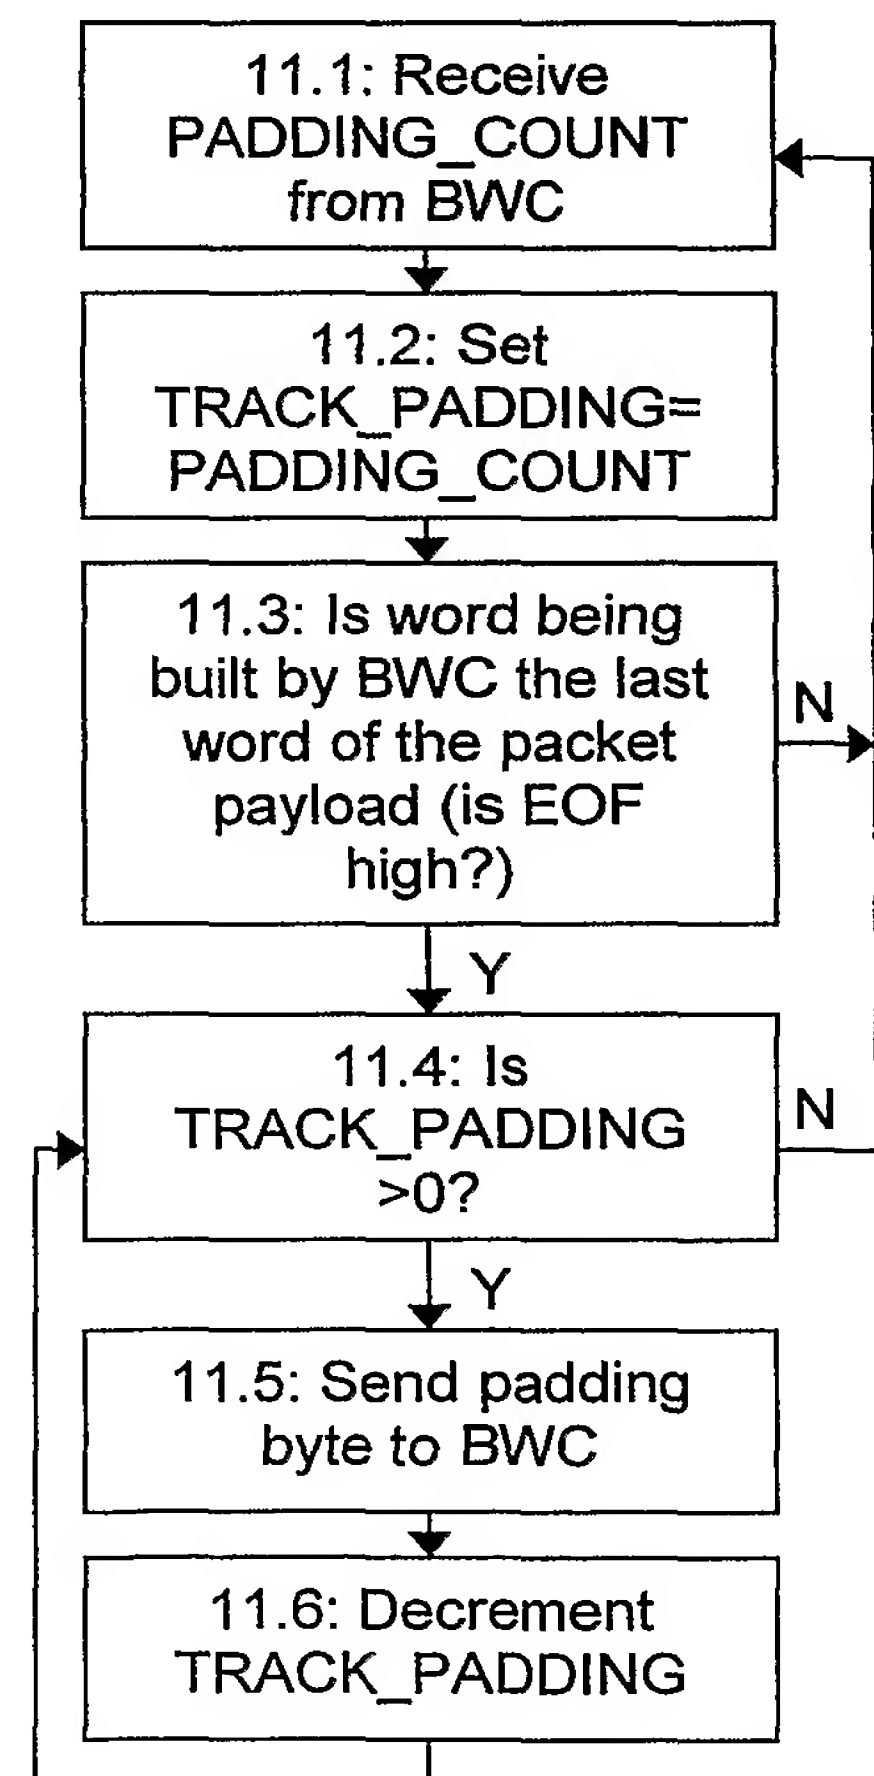 11.1: Receive
PADDING_COUNT
from BWC
11.2: Set
TRACK_PADDING=
PADDING_COUNT
11.3: Is word being
built by BWC the last
word of the packet
payload (is EOF
high?)
N
Y
11.4: Is
TRACK_PADDING
>0?
N
Y
11.5: Send padding
byte to BWC
11.6: Decrement
TRACK_PADDING